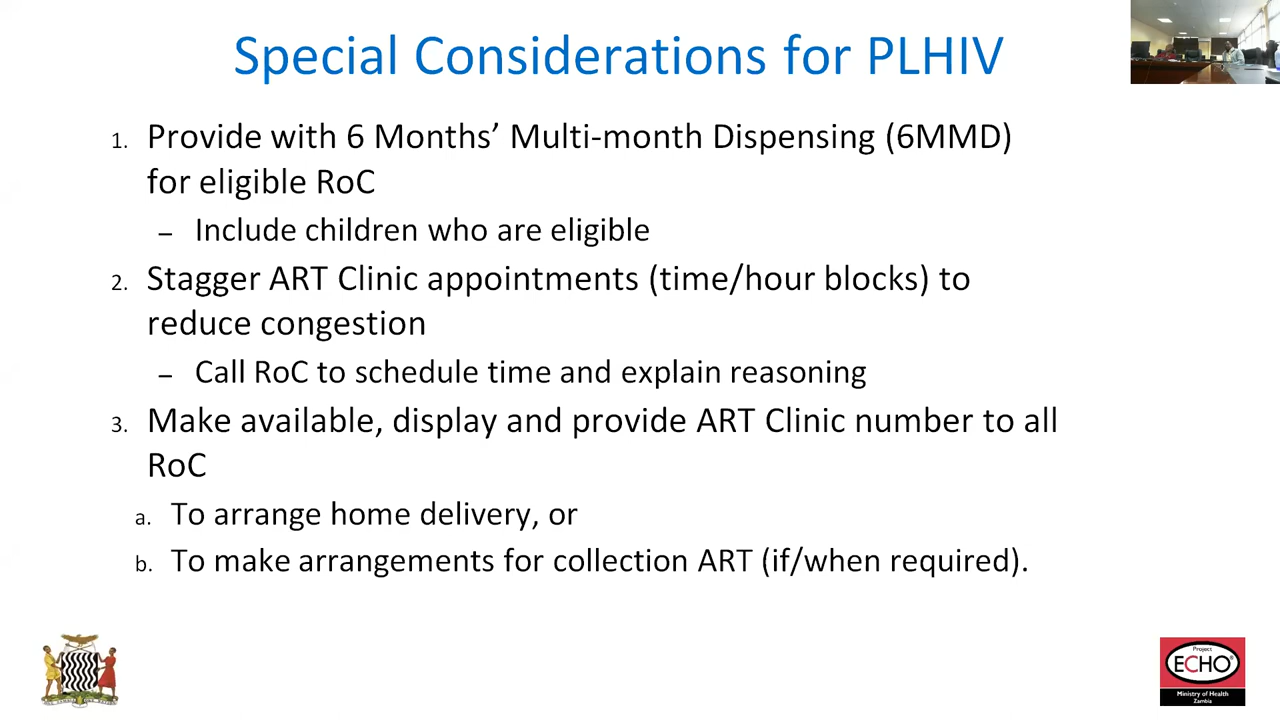 Special Considerations for PLHIV
1. Provide with 6 Months’ Multi-month Dispensing (6MMD)
for eligible RoC
– Include children who are eligible
2. Stagger ART Clinic appointments (time/hour blocks) to
reduce congestion
– Call RoC to schedule time and explain reasoning
3. Make available, display and provide ART Clinic number to all
RoC
a. To arrange home delivery, or
b. To make arrangements for collection ART (if/when required).
Project
ECHO®
Ministry of Health
Zambia